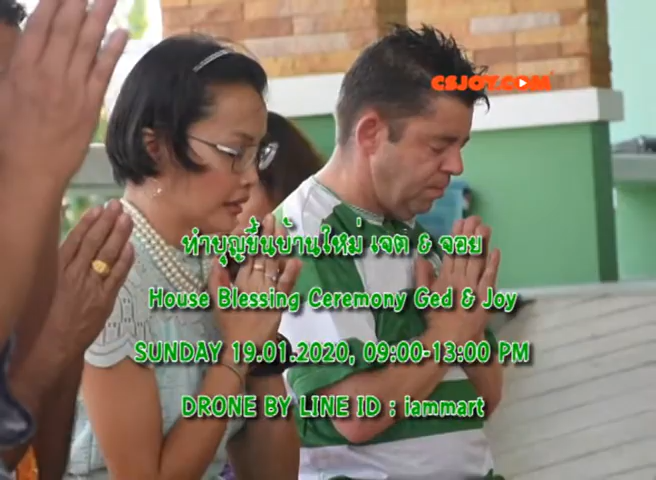 CSJOY.COM
ทำบุญขึ้นบ้านใหม่ เจต & จอย
House Blessing Ceremony Ged & Joy
SUNDAY 19.01.2020, 09:00-13:00 PM
DRONE BY LINE ID : iammart